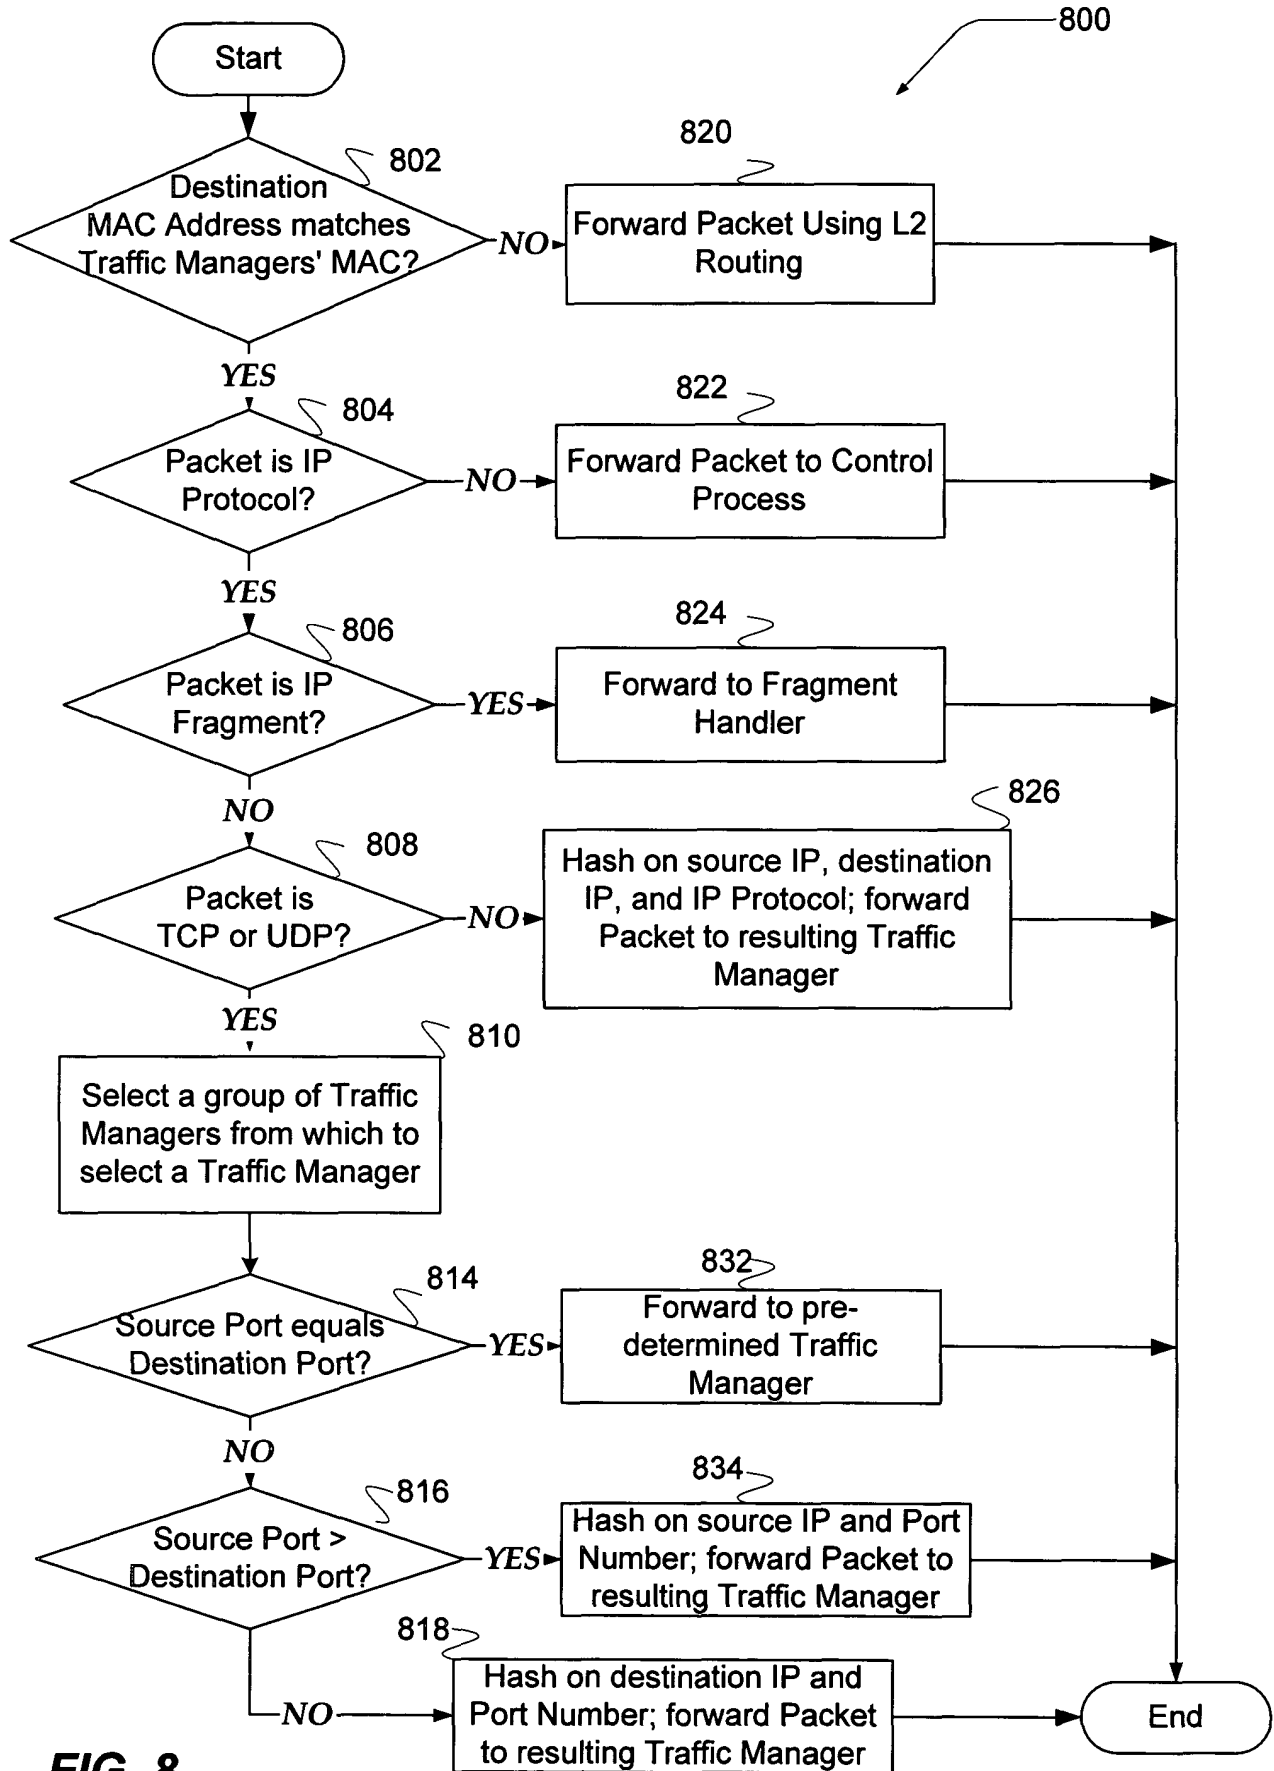 800
Start
802
Destination
MAC Address matches
Traffic Managers' MAC?
NO
820
Forward Packet Using L2
Routing
YES
804
Packet is IP
Protocol?
NO
822
Forward Packet to Control
Process
YES
806
Packet is IP
Fragment?
YES
824
Forward to Fragment
Handler
NO
808
Packet is
TCP or UDP?
NO
826
Hash on source IP, destination
IP, and IP Protocol; forward
Packet to resulting Traffic
Manager
YES
810
Select a group of Traffic
Managers from which to
select a Traffic Manager
814
Source Port equals
Destination Port?
YES
832
Forward to pre-
determined Traffic
Manager
NO
816
Source Port >
Destination Port?
YES
834
Hash on source IP and Port
Number; forward Packet to
resulting Traffic Manager
NO
818
Hash on destination IP and
Port Number; forward Packet
to resulting Traffic Manager
End
FIG. 8